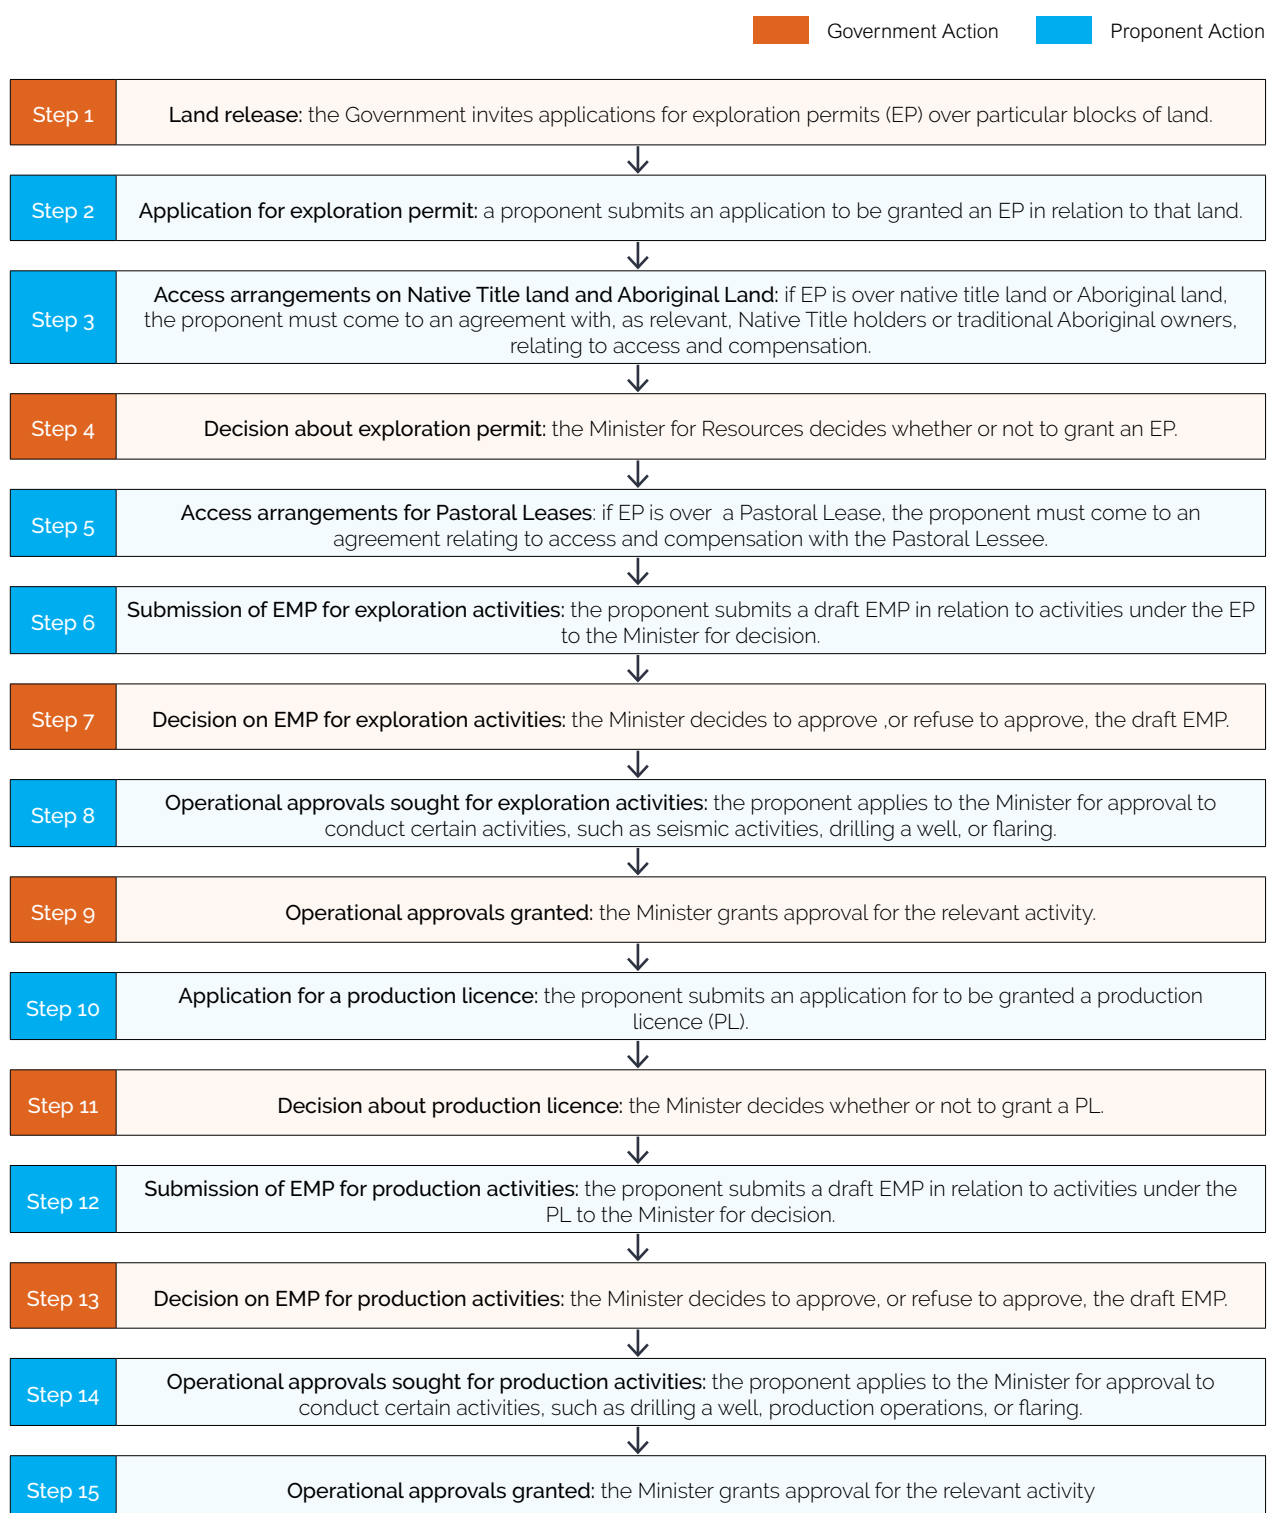 Government Action
Proponent Action
Step 1
Land release: the Government invites applications for exploration permits (EP) over particular blocks of land.
Step 2
Application for exploration permit: a proponent submits an application to be granted an EP in relation to that land.
Step 3
Access arrangements on Native Title land and Aboriginal Land: if EP is over native title land or Aboriginal land,
the proponent must come to an agreement with, as relevant, Native Title holders or traditional Aboriginal owners,
relating to access and compensation.
Step 4
Decision about exploration permit: the Minister for Resources decides whether or not to grant an EP.
Step 5
Access arrangements for Pastoral Leases: if EP is over a Pastoral Lease, the proponent must come to an
agreement relating to access and compensation with the Pastoral Lessee.
Step 6
Submission of EMP for exploration activities: the proponent submits a draft EMP in relation to activities under the EP
to the Minister for decision.
Step 7
Decision on EMP for exploration activities: the Minister decides to approve ,or refuse to approve, the draft EMP.
Step 8
Operational approvals sought for exploration activities: the proponent applies to the Minister for approval to
conduct certain activities, such as seismic activities, drilling a well, or flaring.
Step 9
Operational approvals granted: the Minister grants approval for the relevant activity.
Step 10
Application for a production licence: the proponent submits an application for to be granted a production
licence (PL).
Step 11
Decision about production licence: the Minister decides whether or not to grant a PL.
Step 12
Submission of EMP for production activities: the proponent submits a draft EMP in relation to activities under the
PL to the Minister for decision.
Step 13
Decision on EMP for production activities: the Minister decides to approve, or refuse to approve, the draft EMP.
Step 14
Operational approvals sought for production activities: the proponent applies to the Minister for approval to
conduct certain activities, such as drilling a well, production operations, or flaring.
Step 15
Operational approvals granted: the Minister grants approval for the relevant activity